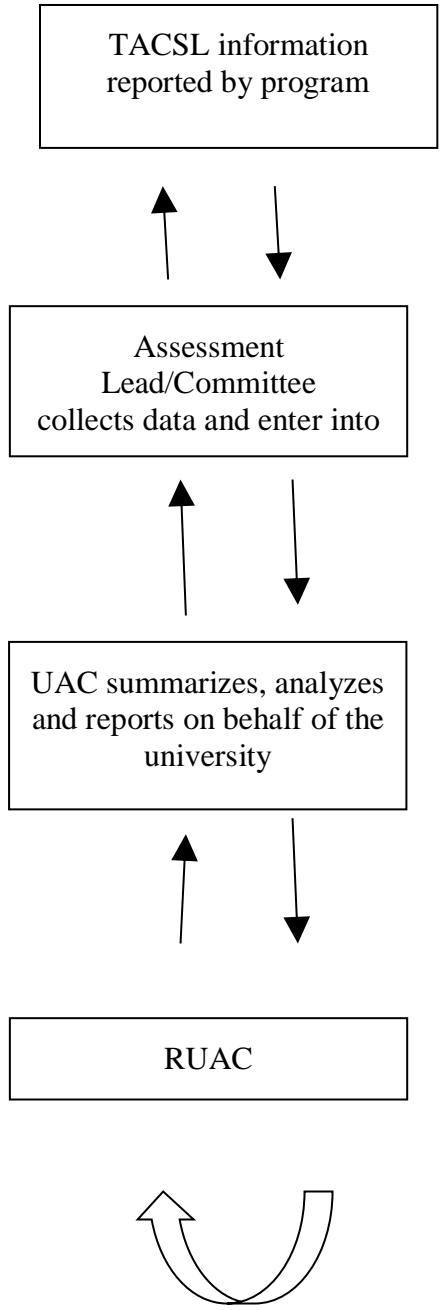 TACSL information
reported by program
Assessment
Lead/Committee
collects data and enter into
UAC summarizes, analyzes
and reports on behalf of the
university
RUAC